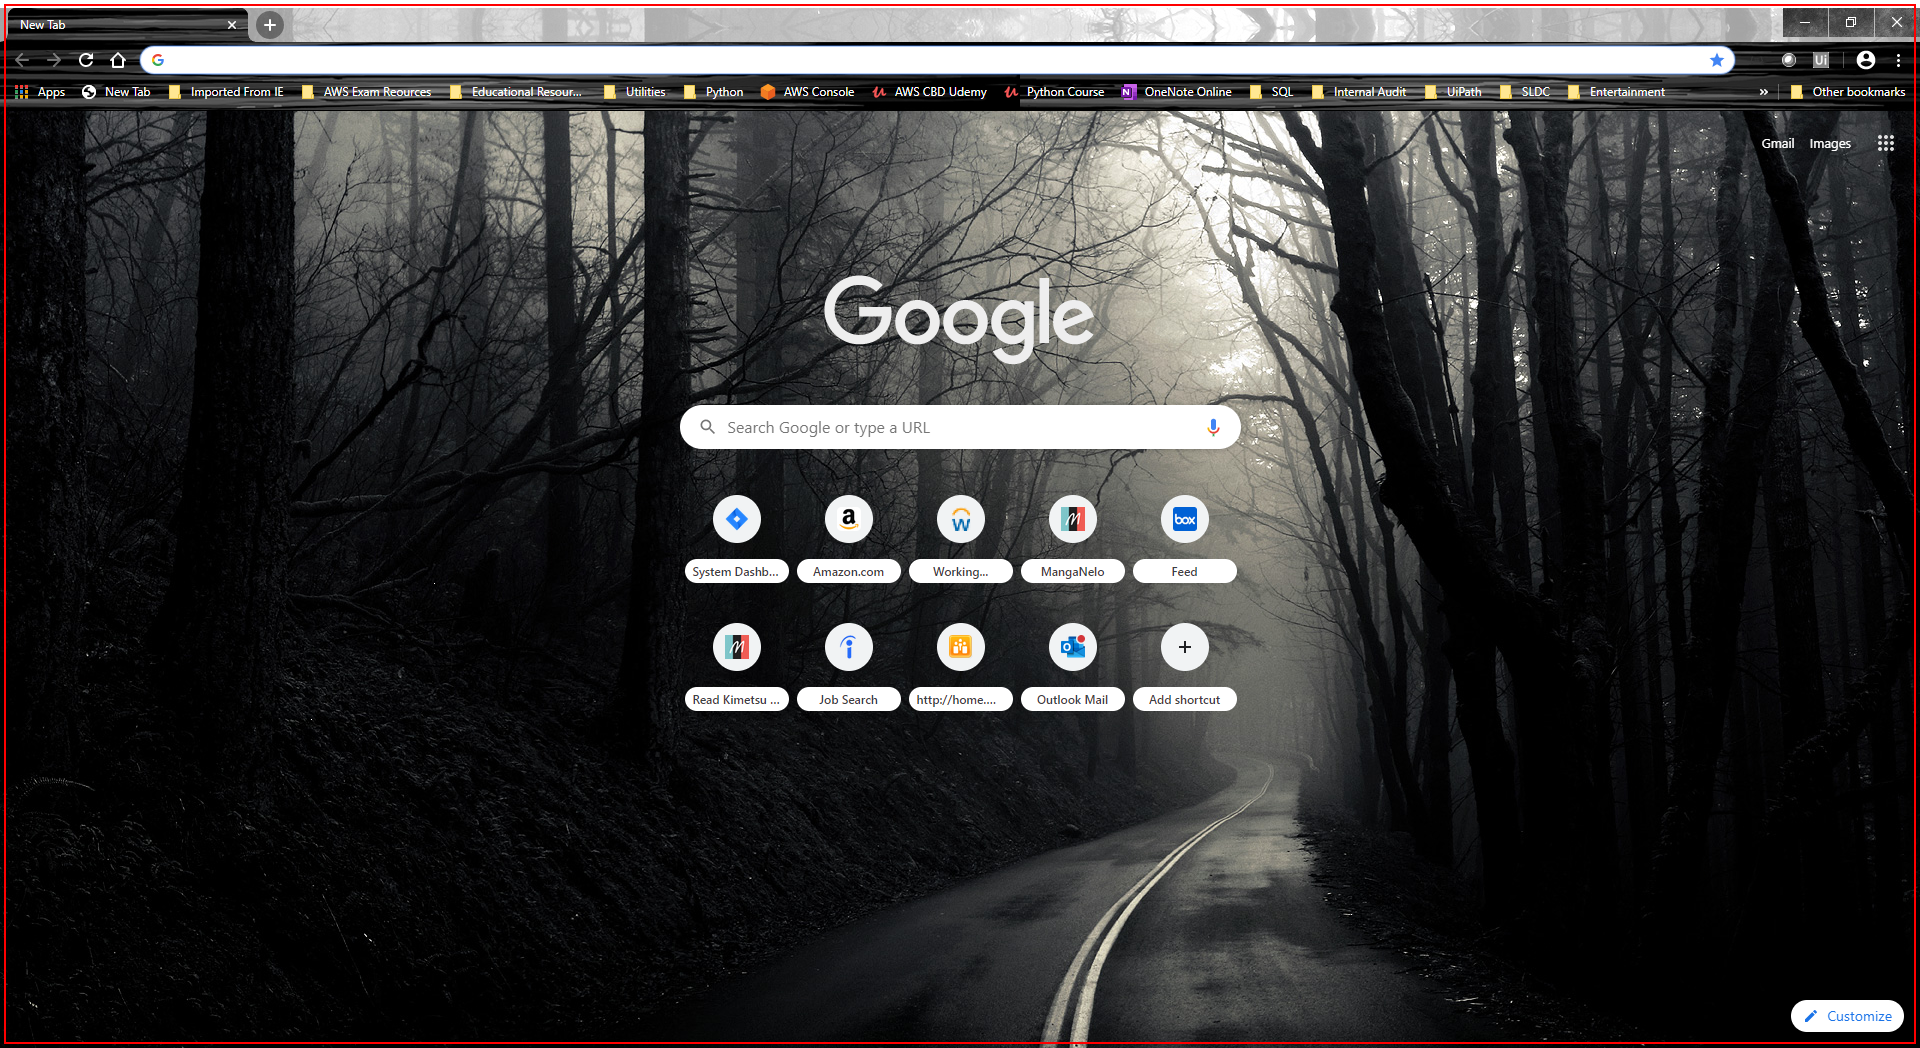 New Tab
Ui
Apps New Tab Imported From IE AWS Exam Reources Educational Resour... Utilities Python AWS Console AWS CBD Udemy Python Course OneNote Online SQL Internal Audit UiPath SLDC Entertainment » Other bookmarks
Gmail Images
Google
Search Google or type a URL
a W box
System Dashb... Amazon.com Working... MangaNelo Feed
Read Kimetsu ... Job Search http://home.... Outlook Mail Add shortcut
Customize